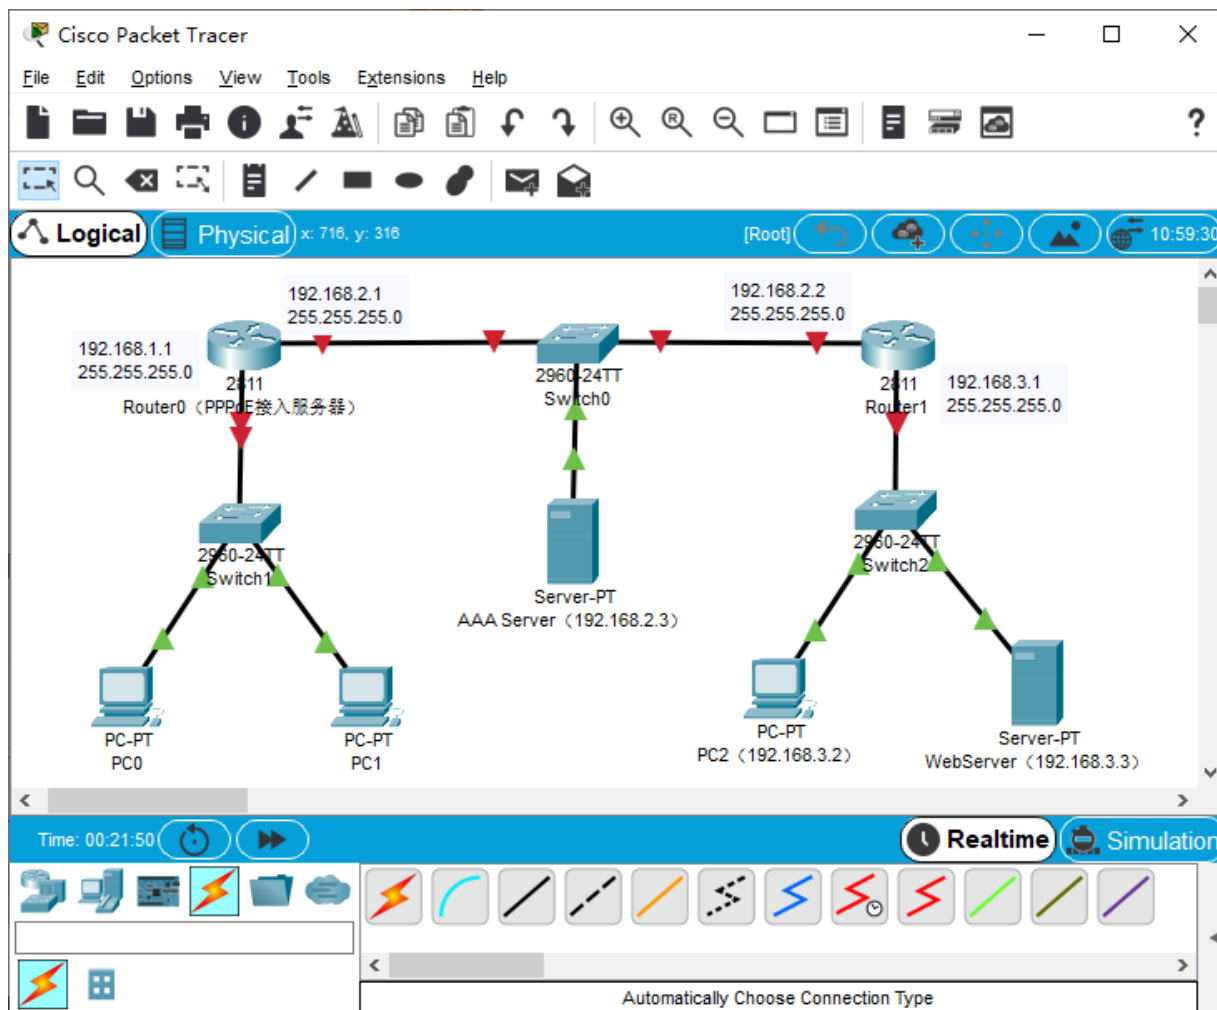 Cisco Packet Tracer
File Edit Options View Tools Extensions Help
Logical Physical x: 716, y: 316 [Root] 10:59:30
192.168.2.1
255.255.255.0
192.168.2.2
255.255.255.0
192.168.1.1
255.255.255.0
2811
Router0（PPPoE接入服务器）
2960-24TT
Switch0
2811
Router1
192.168.3.1
255.255.255.0
2960-24TT
Switch1
2960-24TT
Switch2
Server-PT
AAA Server（192.168.2.3）
PC-PT
PC0
PC-PT
PC1
PC-PT
PC2（192.168.3.2）
Server-PT
WebServer（192.168.3.3）
Time: 00:21:50 Realtime Simulation
Automatically Choose Connection Type